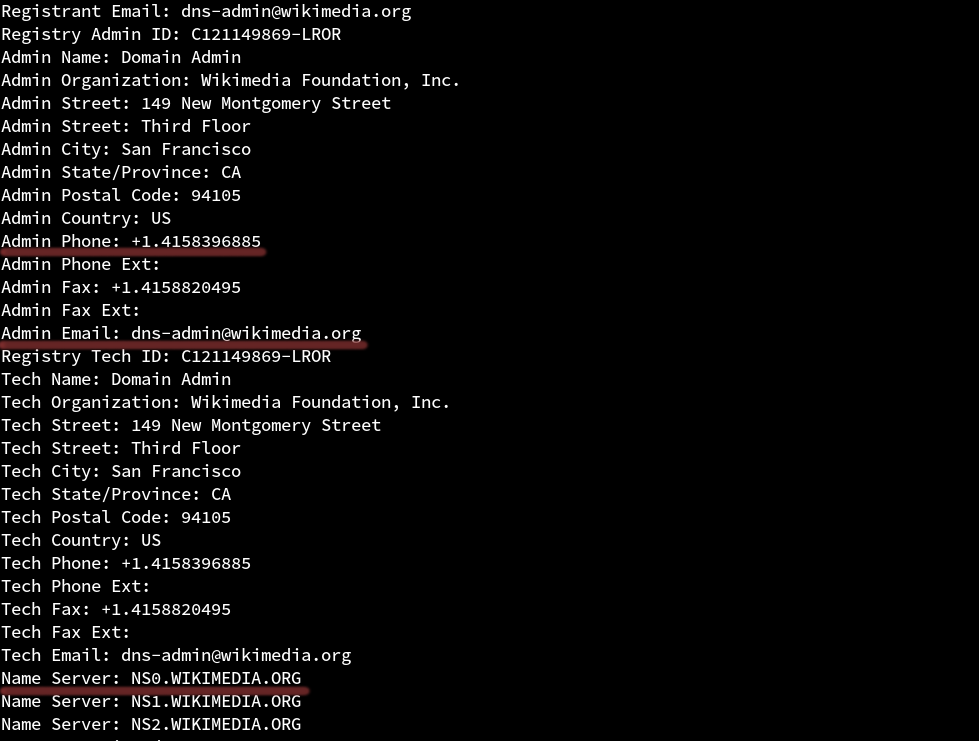 Registrant Email: dns-admin@wikimedia.org
Registry Admin ID: C121149869-LROR
Admin Name: Domain Admin
Admin Organization: Wikimedia Foundation, Inc.
Admin Street: 149 New Montgomery Street
Admin Street: Third Floor
Admin City: San Francisco
Admin State/Province: CA
Admin Postal Code: 94105
Admin Country: US
Admin Phone: +1.4158396885
Admin Phone Ext:
Admin Fax: +1.4158820495
Admin Fax Ext:
Admin Email: dns-admin@wikimedia.org
Registry Tech ID: C121149869-LROR
Tech Name: Domain Admin
Tech Organization: Wikimedia Foundation, Inc.
Tech Street: 149 New Montgomery Street
Tech Street: Third Floor
Tech City: San Francisco
Tech State/Province: CA
Tech Postal Code: 94105
Tech Country: US
Tech Phone: +1.4158396885
Tech Phone Ext:
Tech Fax: +1.4158820495
Tech Fax Ext:
Tech Email: dns-admin@wikimedia.org
Name Server: NS0.WIKIMEDIA.ORG
Name Server: NS1.WIKIMEDIA.ORG
Name Server: NS2.WIKIMEDIA.ORG